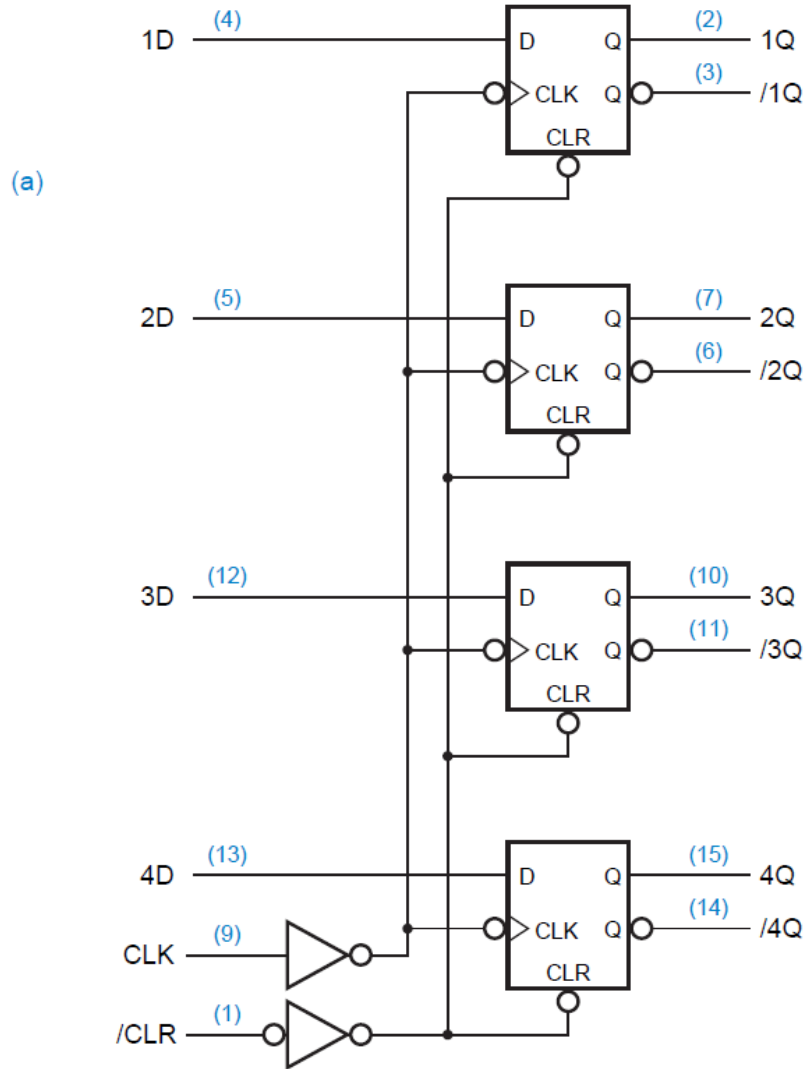 (4) (2)
1D D Q 1Q
(3)
CLK Q /1Q
CLR
(a)
(5) (7)
2D D Q 2Q
(6)
CLK Q /2Q
CLR
(12) (10)
3D D Q 3Q
(11)
CLK Q /3Q
CLR
(13) (15)
4D D Q 4Q
(14)
CLK Q /4Q
(9)
CLK
CLR
(1)
/CLR